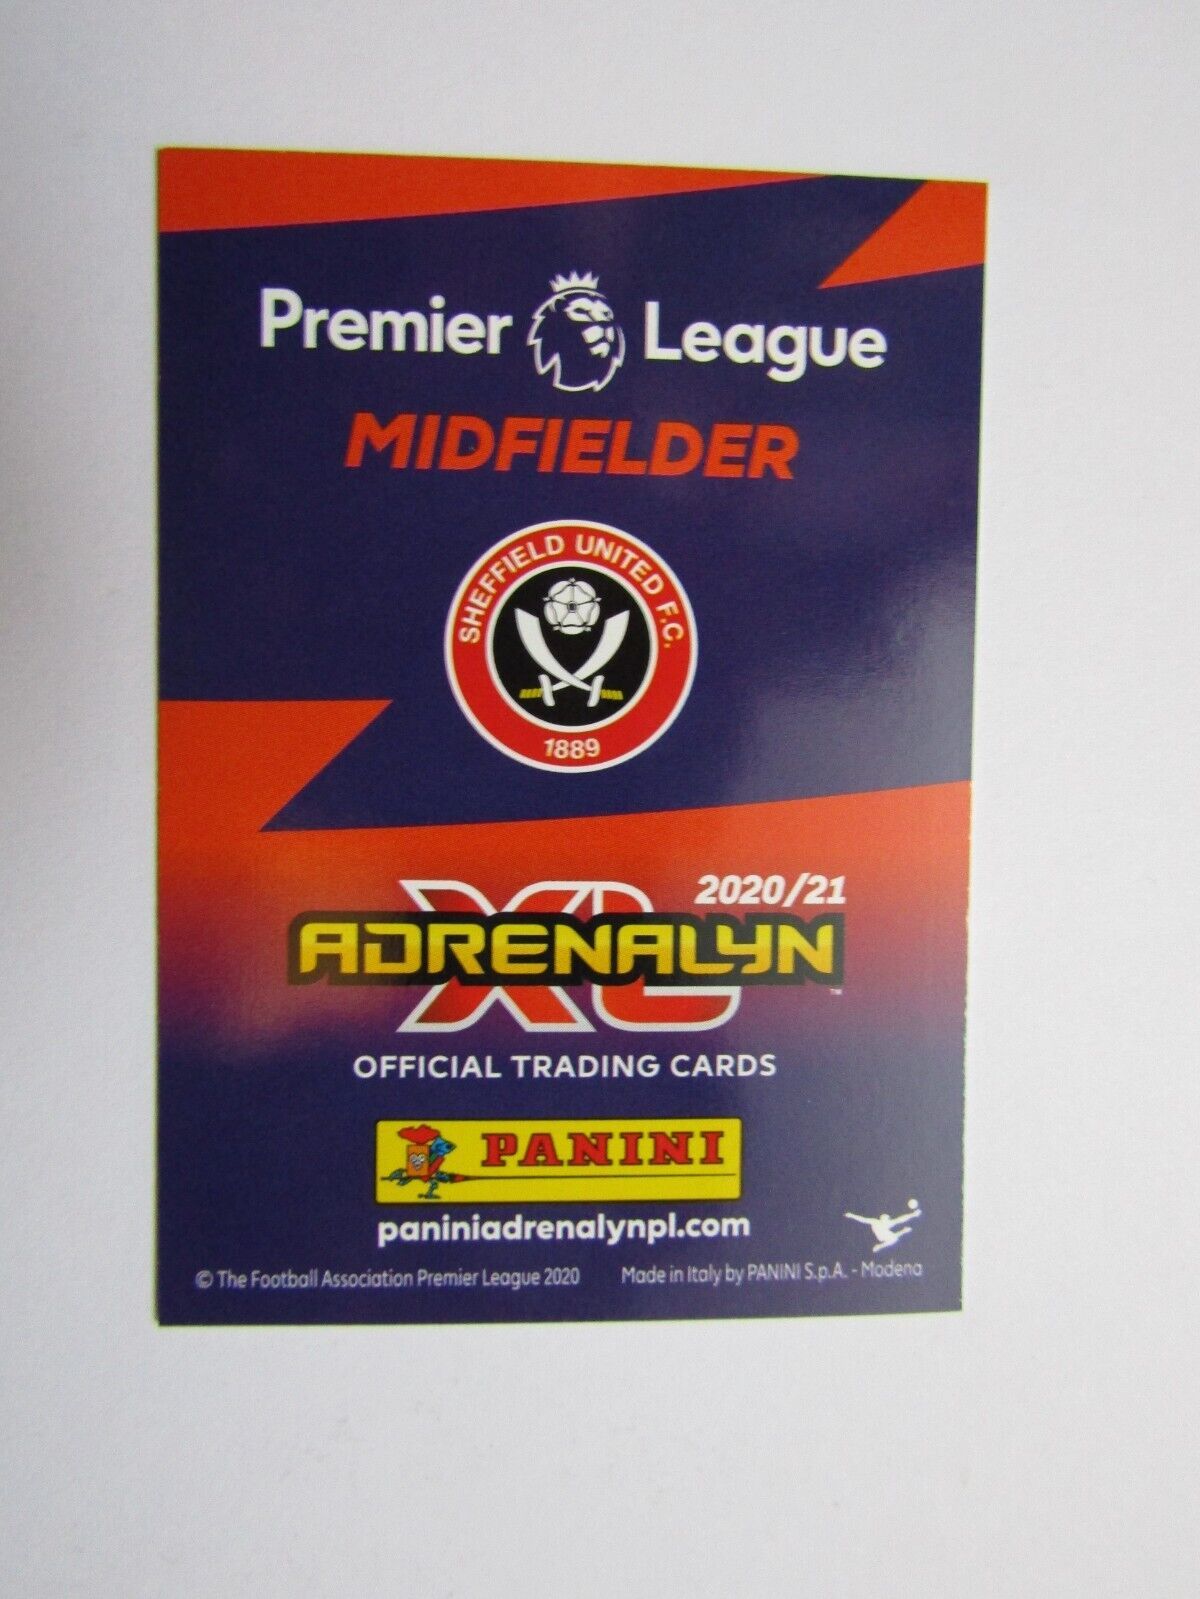 Premier League
MIDFIELDER
SHEFFIELD UNITED F.C.
1889
2020/21
XL
ADRENALYN
™
OFFICIAL TRADING CARDS
PANINI
paniniadrenalynpl.com
© The Football Association Premier League 2020 Made in Italy by PANINI S.p.A. - Modena